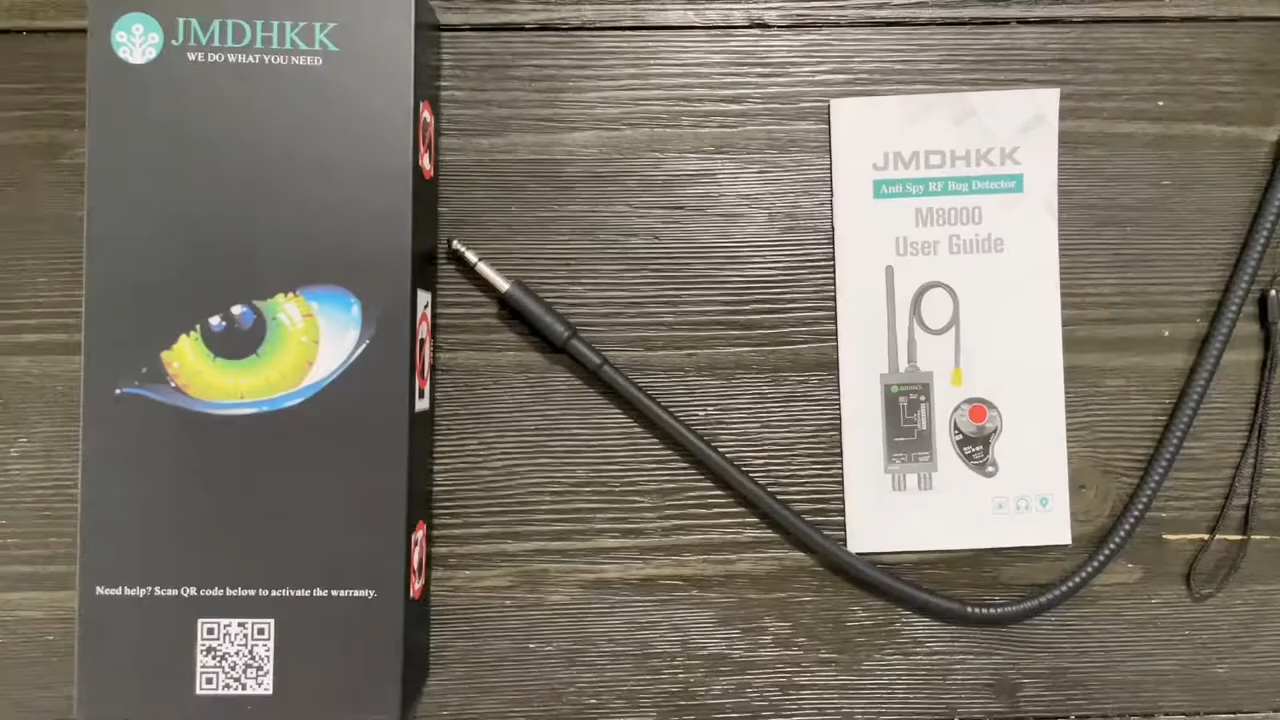 JMDHKK
WE DO WHAT YOU NEED
Need help? Scan QR code below to activate the warranty.
JMDHKK
Anti Spy RF Bug Detector
M8000
User Guide
JMDHKK